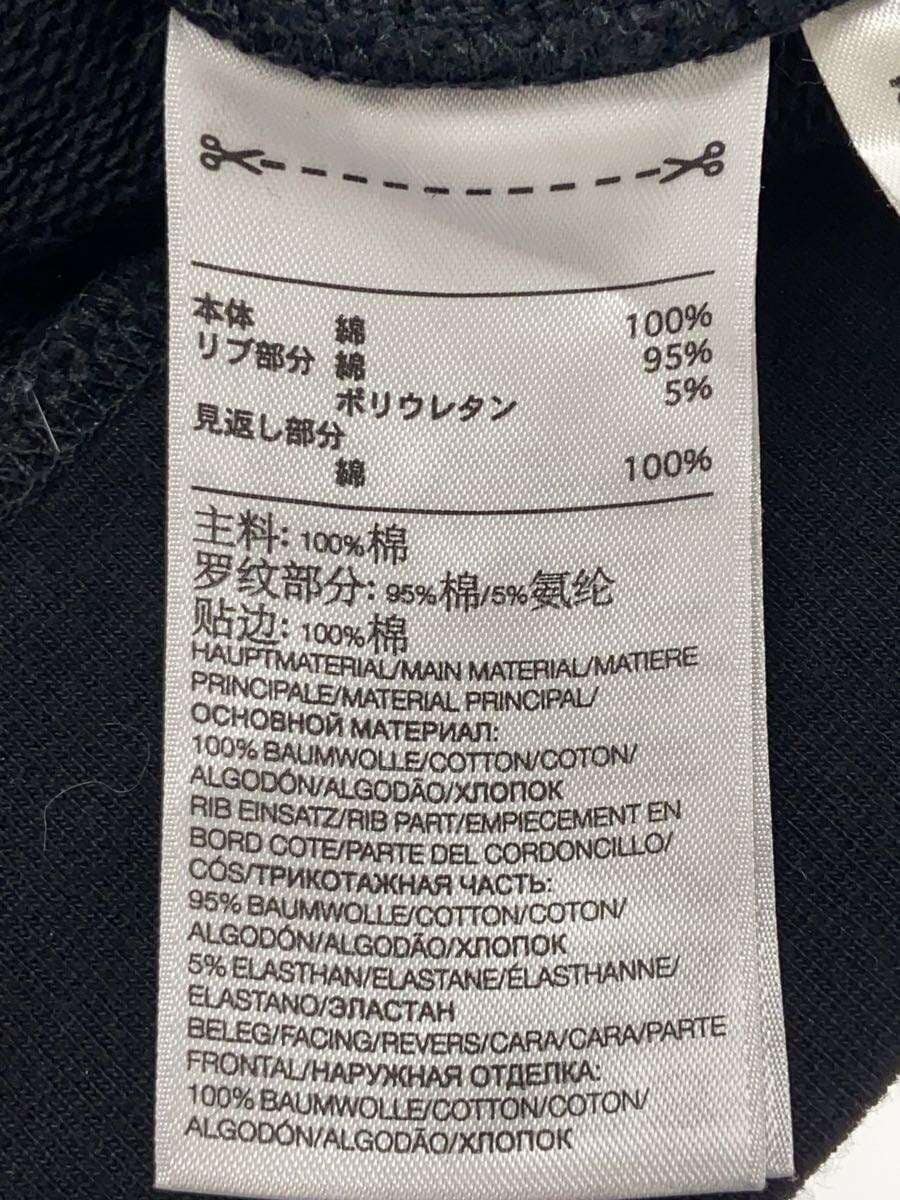 本体 綿 100%
リブ部分 綿 95%
ポリウレタン 5%
見返し部分
綿 100%
主料: 100%棉
罗纹部分: 95%棉/5%氨纶
贴边: 100%棉
HAUPTMATERIAL/MAIN MATERIAL/MATIERE
PRINCIPALE/MATERIAL PRINCIPAL/
ОСНОВНОЙ МАТЕРИАЛ:
100% BAUMWOLLE/COTTON/COTON/
ALGODÓN/ALGODÃO/ХЛОПОК
RIB EINSATZ/RIB PART/EMPIECEMENT EN
BORD COTE/PARTE DEL CORDONCILLO/
CÓS/ТРИКОТАЖНАЯ ЧАСТЬ:
95% BAUMWOLLE/COTTON/COTON/
ALGODÓN/ALGODÃO/ХЛОПОК
5% ELASTHAN/ELASTANE/ÉLASTHANNE/
ELASTANO/ЭЛАСТАН
BELEG/FACING/REVERS/CARA/CARA/PARTE
FRONTAL/НАРУЖНАЯ ОТДЕЛКА:
100% BAUMWOLLE/COTTON/COTON/
ALGODÓN/ALGODÃO/ХЛОПОК